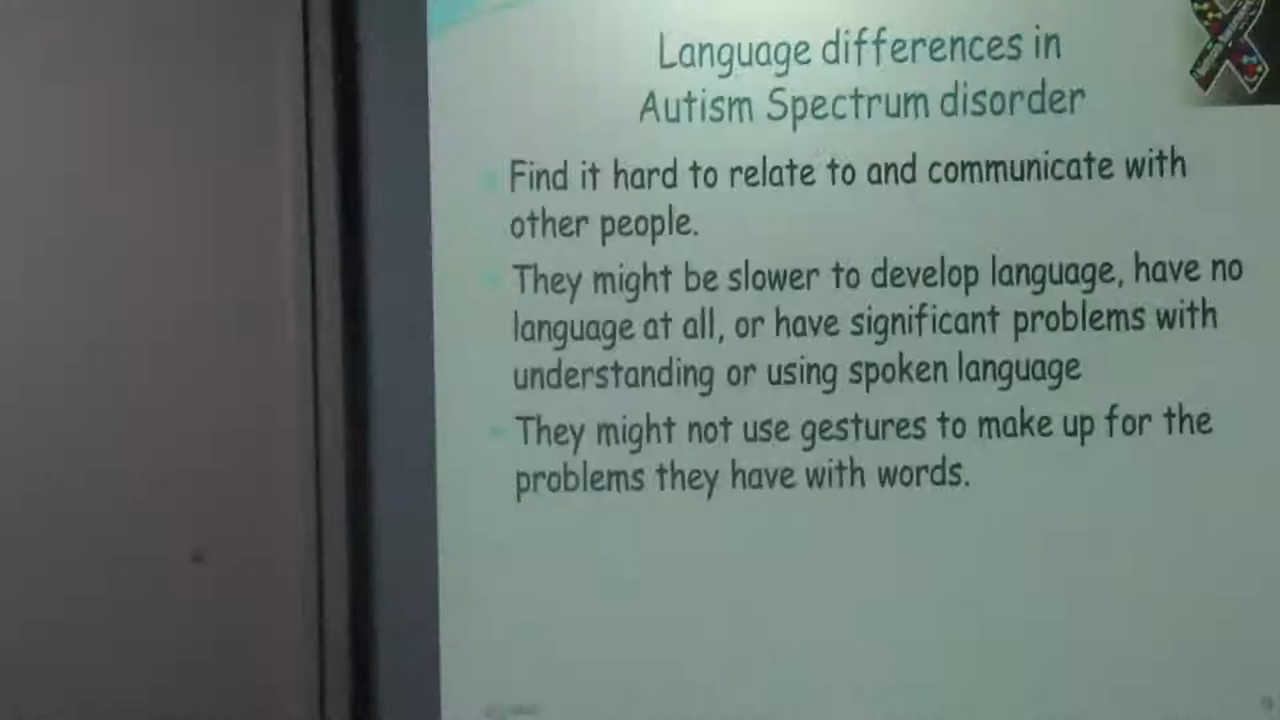 Language differences in
Autism Spectrum disorder
Find it hard to relate to and communicate with
other people.
They might be slower to develop language, have no
language at all, or have significant problems with
understanding or using spoken language
They might not use gestures to make up for the
problems they have with words.